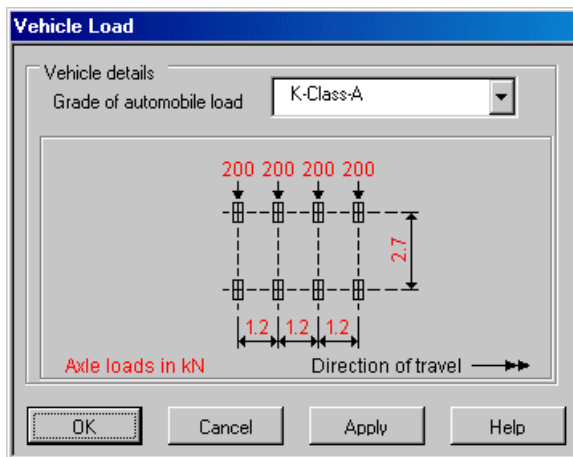 Vehicle Load
Vehicle details
Grade of automobile load
K-Class-A
200 200 200 200
2.7
1.2 1.2 1.2
Axle loads in kN
Direction of travel
OK
Cancel
Apply
Help